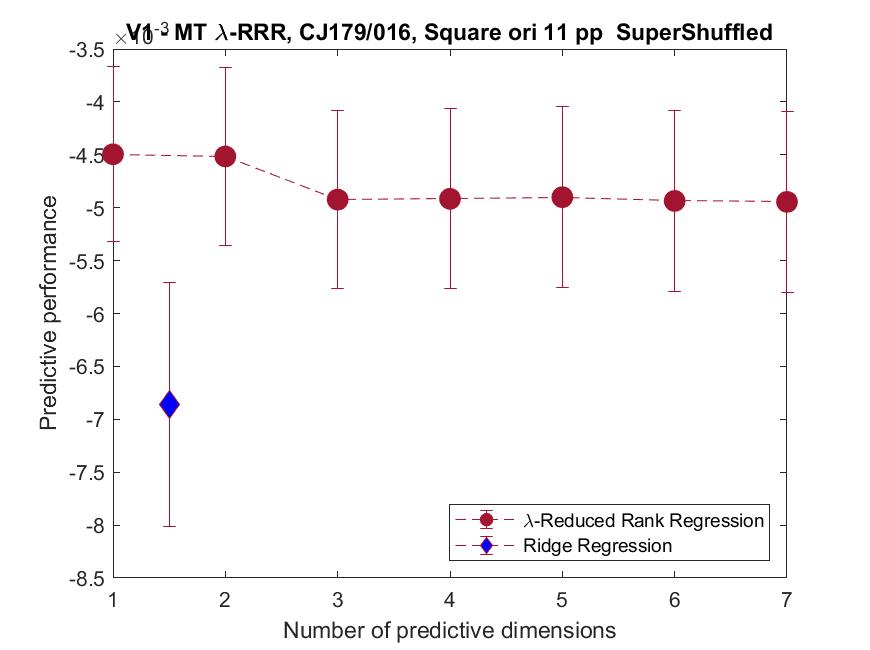 V1 - MT λ-RRR, CJ179/016, Square ori 11 pp  SuperShuffled
×10-3
-3.5
-4
-4.5
-5
-5.5
-6
-6.5
-7
-7.5
-8
-8.5
Predictive performance
λ-Reduced Rank Regression
Ridge Regression
1 2 3 4 5 6 7
Number of predictive dimensions